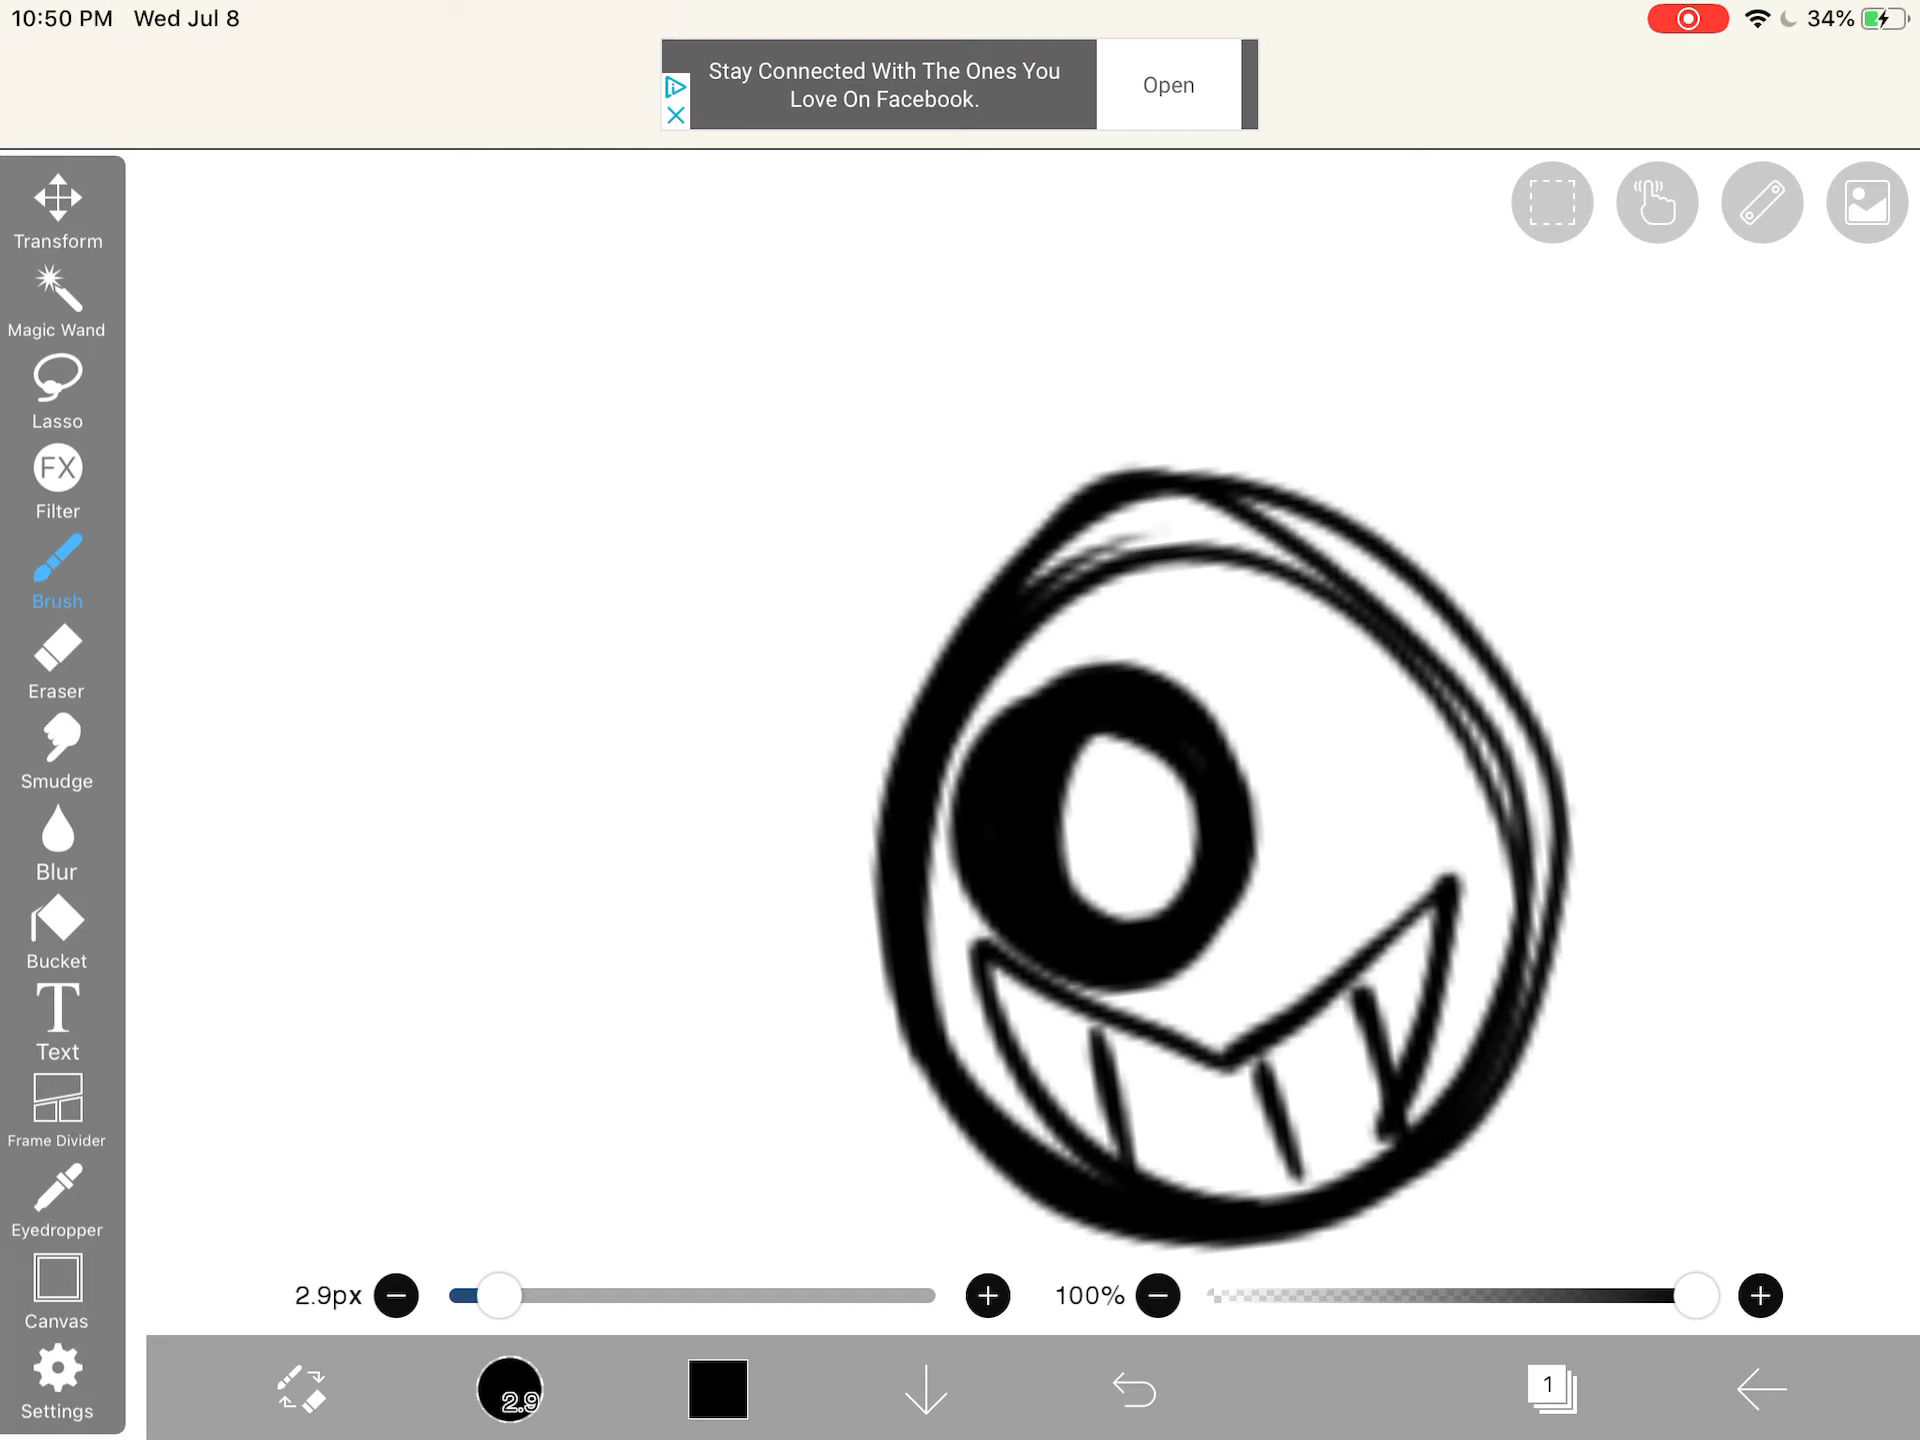 10:50 PM Wed Jul 8
34%
Stay Connected With The Ones You
Love On Facebook.
Open
Transform
Magic Wand
Lasso
FX
Filter
Brush
Eraser
Smudge
Blur
Bucket
T
Text
Frame Divider
Eyedropper
Canvas
Settings
2.9px
100%
2.9
1